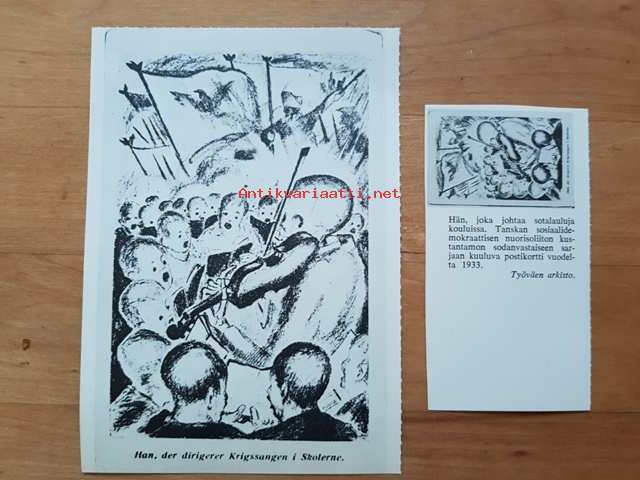 Han, der dirigerer Krigssangen i Skolerne.
Antikvariaatti.net
Hän, joka johtaa sotalauluja
kouluissa. Tanskan sosiaalide-
mokraattisen nuorisoliiton kus-
tantamon sodanvastaiseen sar-
jaan kuuluva postikortti vuodel-
ta 1933.
Työväen arkisto.